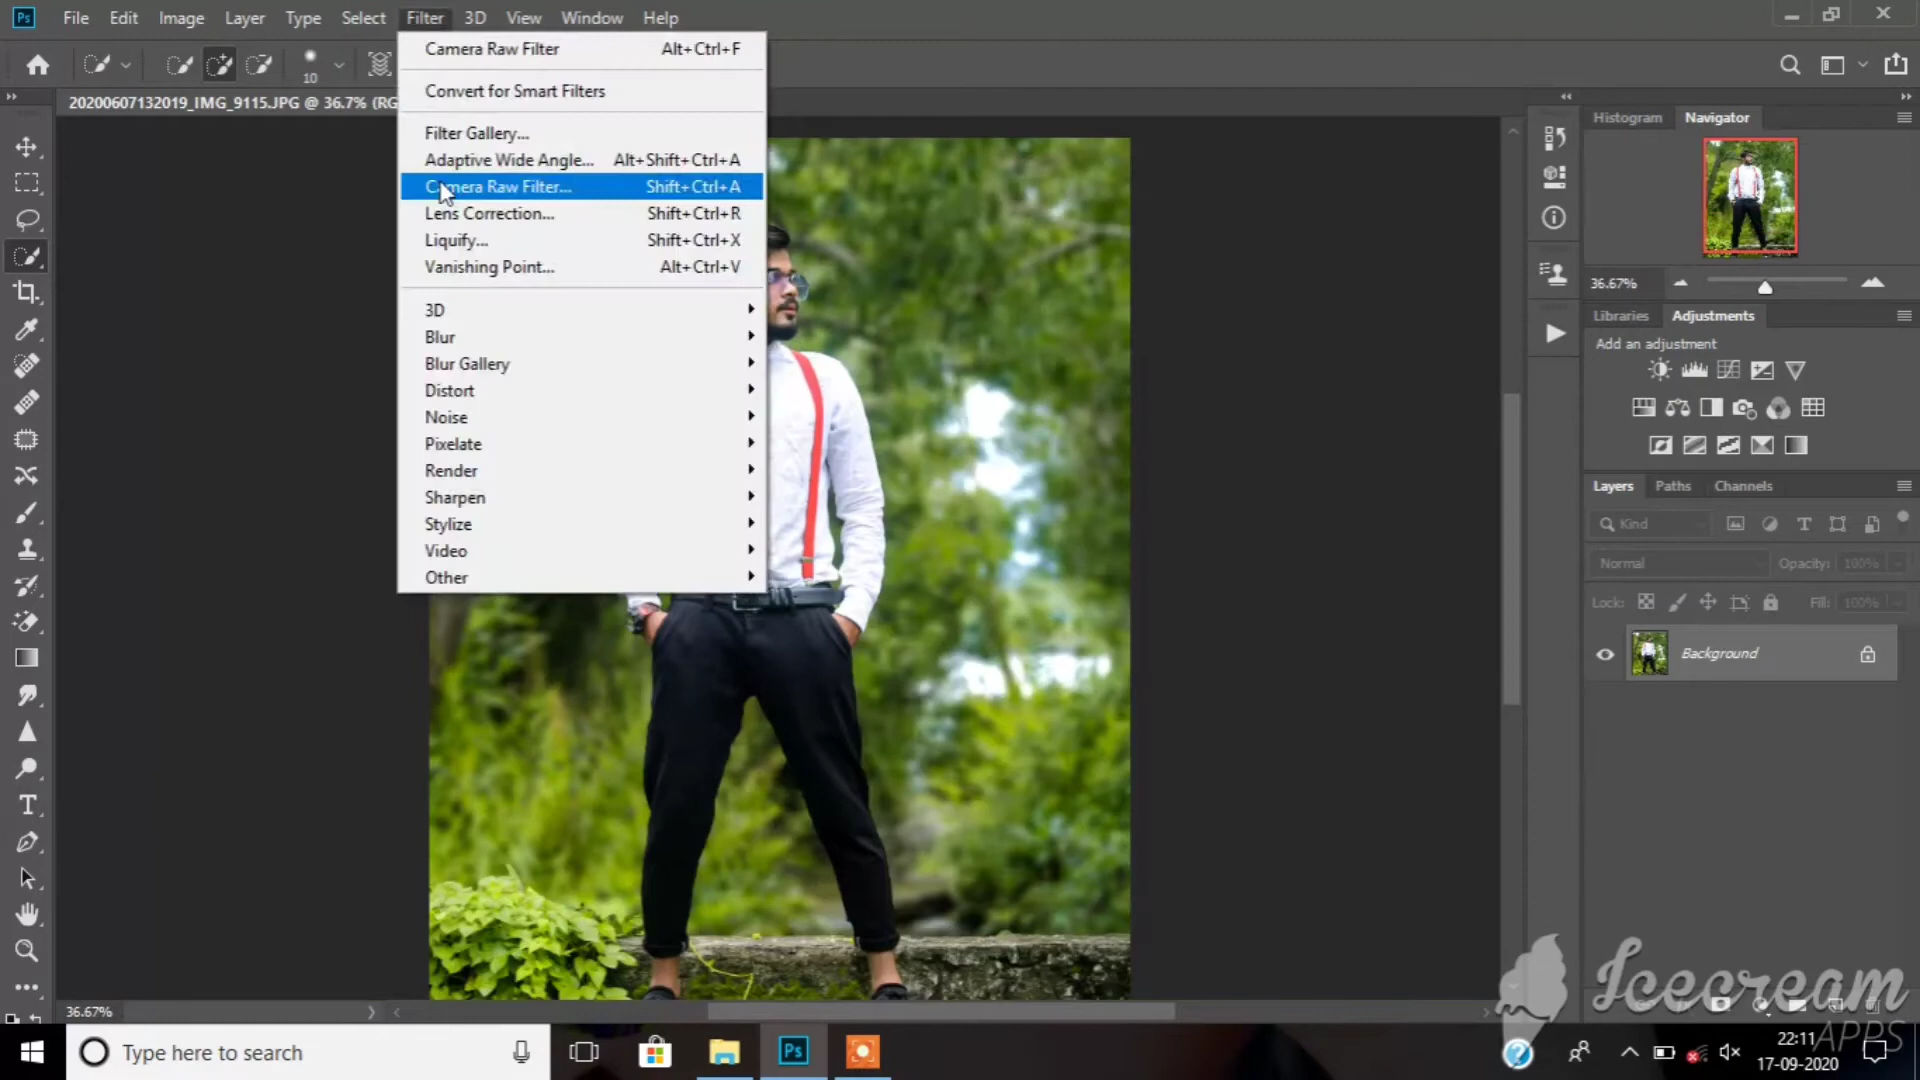 Ps File Edit Image Layer Type Select Filter 3D View Window Help
10
20200607132019_IMG_9115.JPG @ 36.7% (RG
Camera Raw Filter Alt+Ctrl+F
Convert for Smart Filters
Filter Gallery...
Adaptive Wide Angle... Alt+Shift+Ctrl+A
Camera Raw Filter... Shift+Ctrl+A
Lens Correction... Shift+Ctrl+R
Liquify... Shift+Ctrl+X
Vanishing Point... Alt+Ctrl+V
3D
Blur
Blur Gallery
Distort
Noise
Pixelate
Render
Sharpen
Stylize
Video
Other
Histogram Navigator
36.67%
Libraries Adjustments
Add an adjustment
Layers Paths Channels
Kind
Normal Opacity: 100%
Lock: Fill: 100%
Background
36.67%
Icecream
APPS
Type here to search
Ps
22:11
17-09-2020